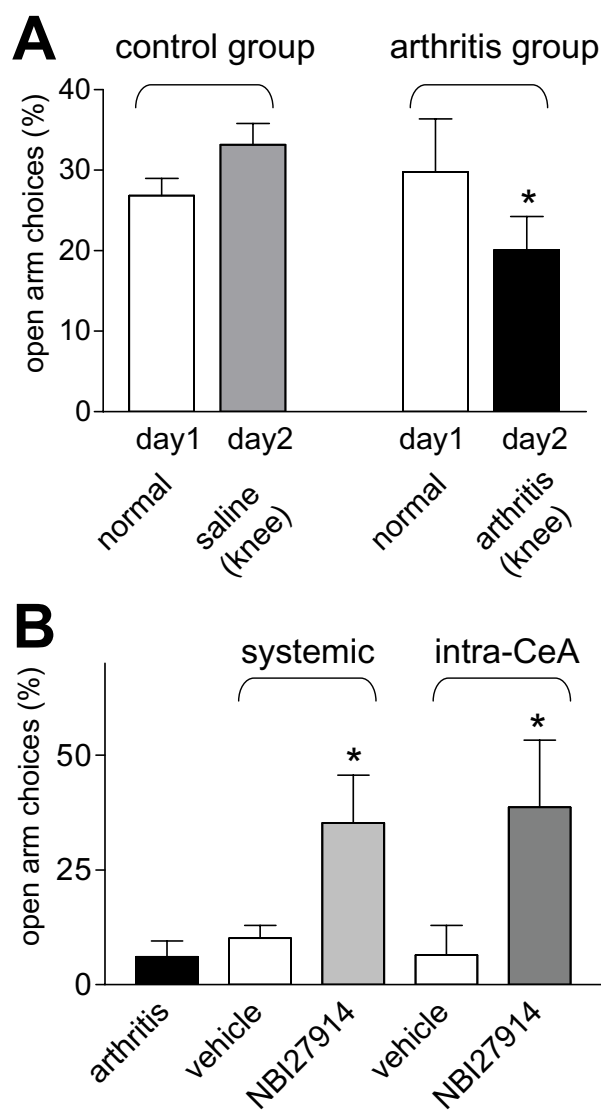 A
control group
arthritis group
open arm choices (%)
40
30
20
10
0
*
day1
day2
day1
day2
normal
saline
(knee)
normal
arthritis
(knee)
B
systemic
intra-CeA
open arm choices (%)
50
25
0
*
*
arthritis
vehicle
NBI27914
vehicle
NBI27914